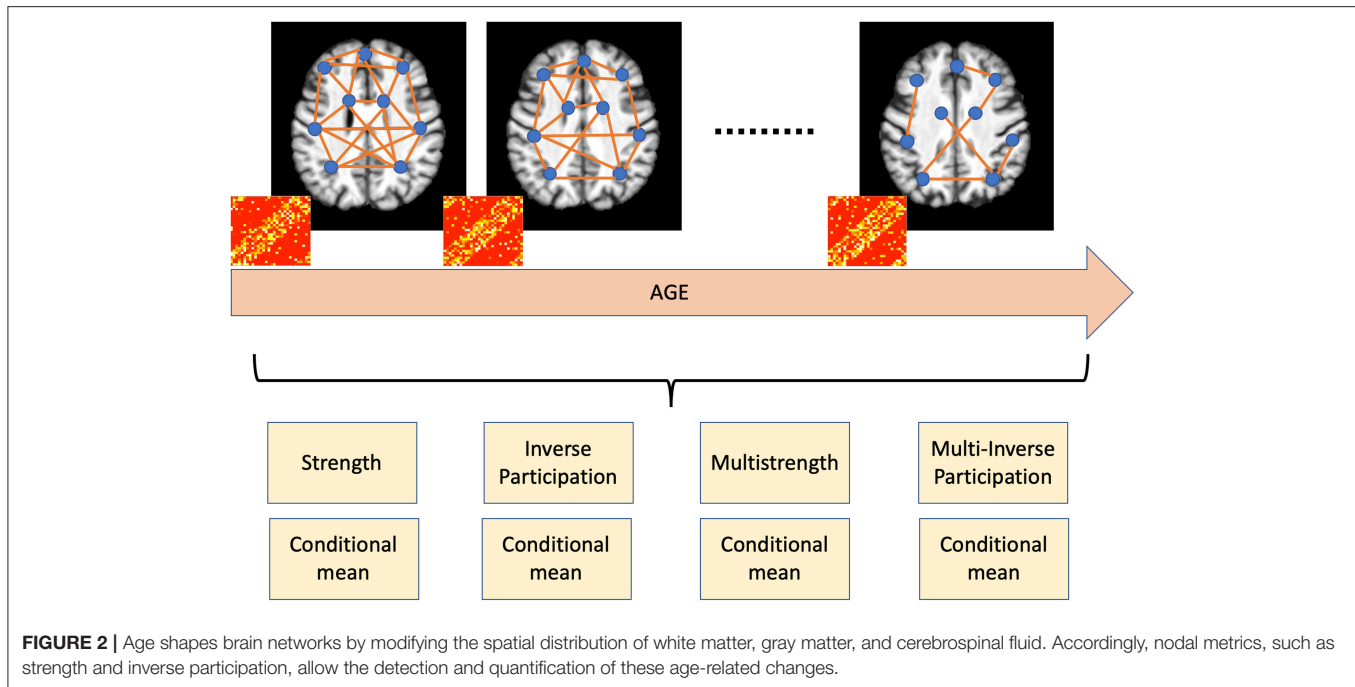 AGE
Strength
Inverse
Participation
Multistrength
Multi-Inverse
Participation
Conditional
mean
Conditional
mean
Conditional
mean
Conditional
mean
FIGURE 2 | Age shapes brain networks by modifying the spatial distribution of white matter, gray matter, and cerebrospinal fluid. Accordingly, nodal metrics, such as
strength and inverse participation, allow the detection and quantification of these age-related changes.